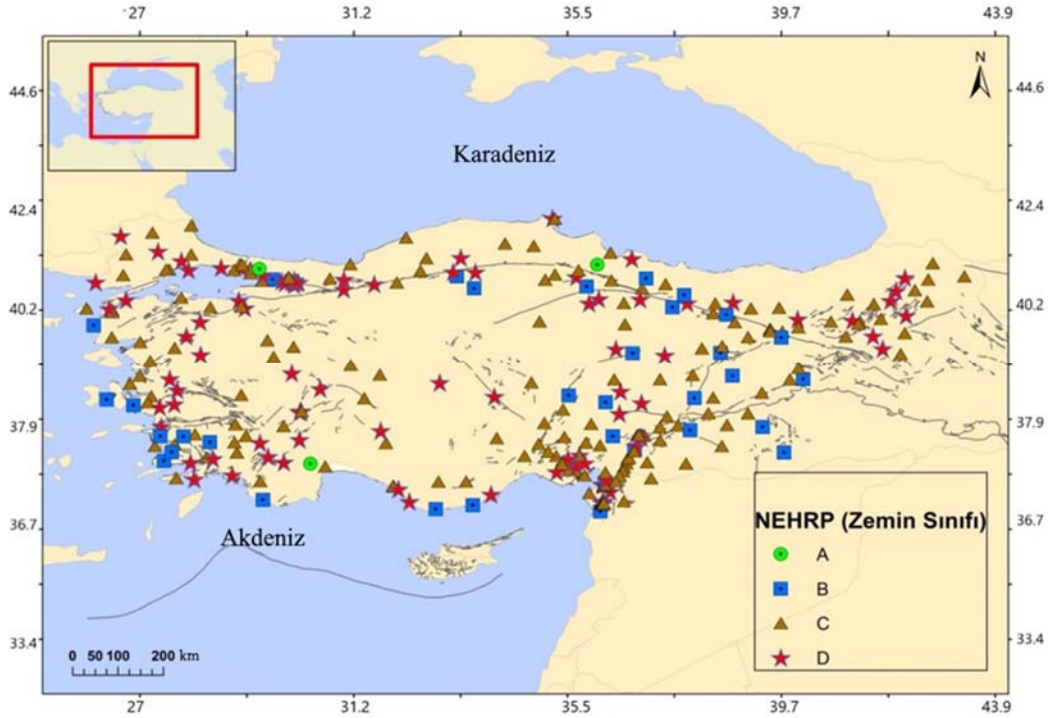 27 31.2 35.5 39.7 43.9
N
44.6 44.6
Karadeniz
42.4 42.4
40.2 40.2
37.9 37.9
NEHRP (Zemin Sınıfı)
36.7 36.7
Akdeniz
A
B
C
33.4 33.4
D
0 50 100 200 km
27 31.2 35.5 39.7 43.9